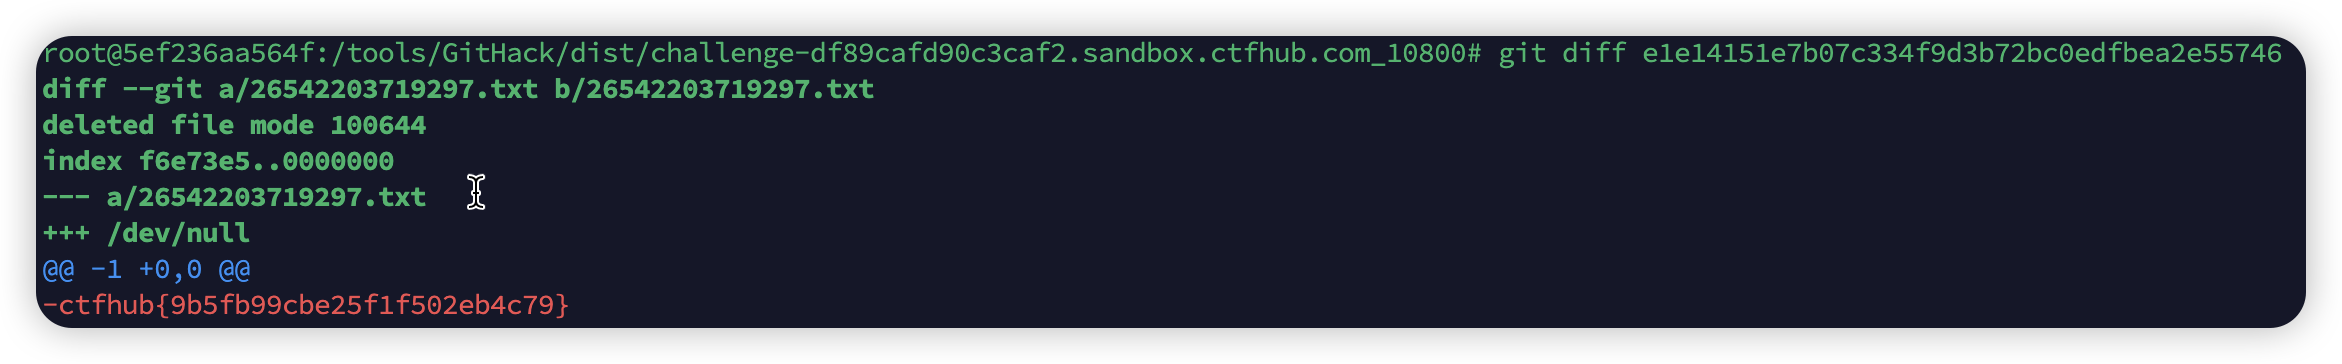 root@5ef236aa564f:/tools/GitHack/dist/challenge-df89cafd90c3caf2.sandbox.ctfhub.com_10800# git diff e1e14151e7b07c334f9d3b72bc0edfbea2e55746
diff --git a/26542203719297.txt b/26542203719297.txt
deleted file mode 100644
index f6e73e5..0000000
--- a/26542203719297.txt
+++ /dev/null
@@ -1 +0,0 @@
-ctfhub{9b5fb99cbe25f1f502eb4c79}